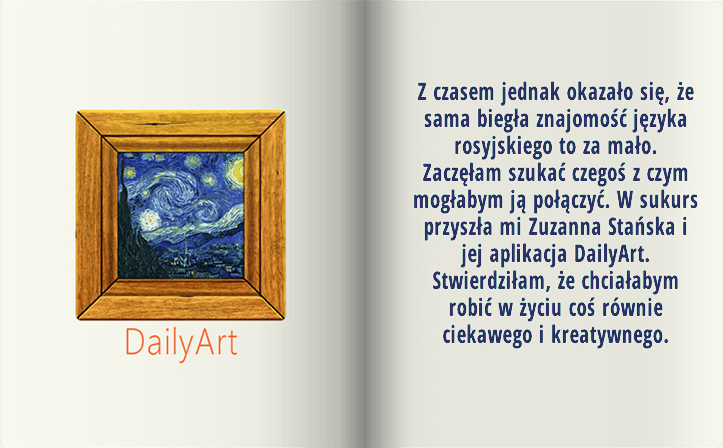 DailyArt
Z czasem jednak okazało się, że
sama biegła znajomość języka
rosyjskiego to za mało.
Zaczęłam szukać czegoś z czym
mogłabym ją połączyć. W sukurs
przyszła mi Zuzanna Stańska i
jej aplikacja DailyArt.
Stwierdziłam, że chciałabym
robić w życiu coś równie
ciekawego i kreatywnego.